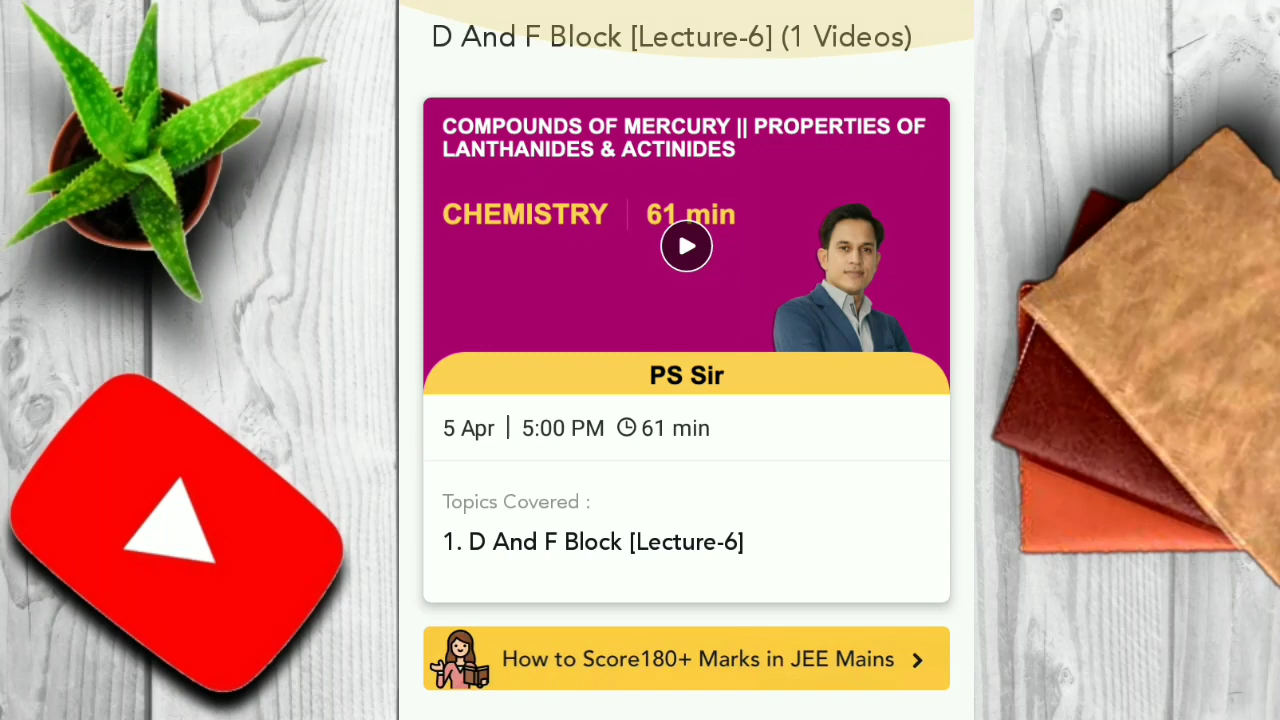 D And F Block [Lecture-6] (1 Videos)
COMPOUNDS OF MERCURY || PROPERTIES OF
LANTHANIDES & ACTINIDES
CHEMISTRY
61 min
PS Sir
5 Apr | 5:00 PM 61 min
Topics Covered :
1. D And F Block [Lecture-6]
How to Score180+ Marks in JEE Mains